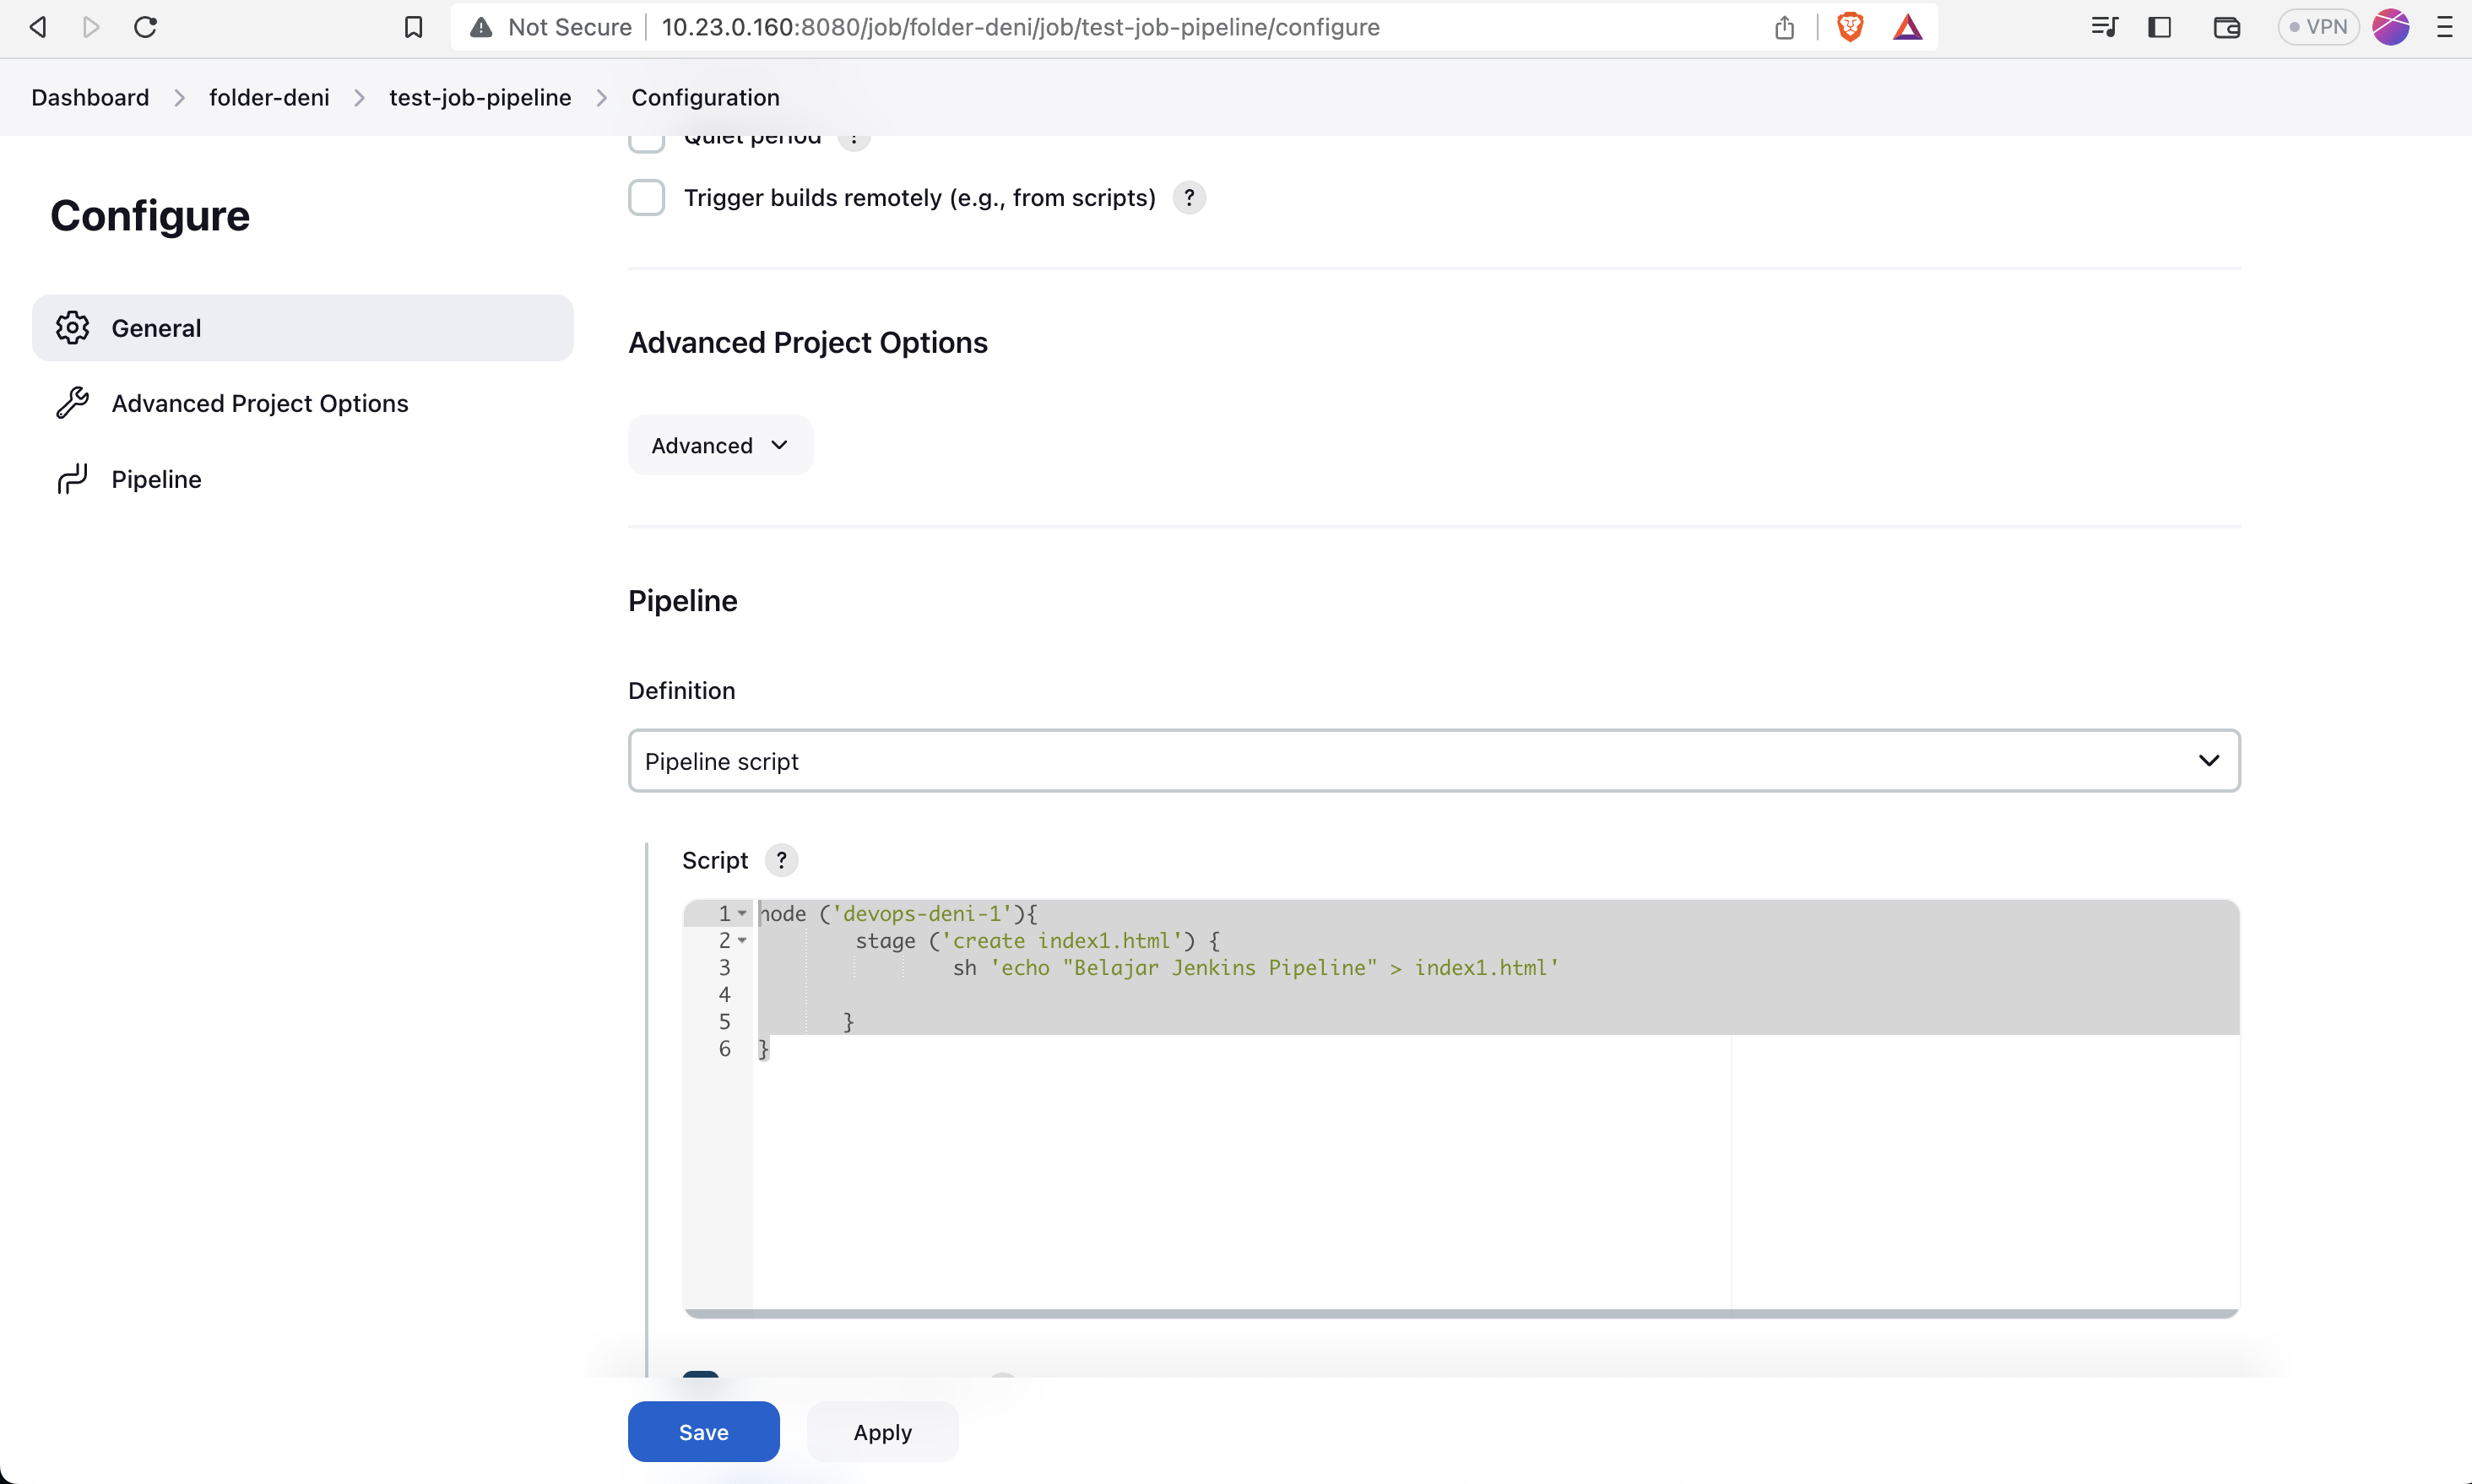 Not Secure
10.23.0.160:8080/job/folder-deni/job/test-job-pipeline/configure
VPN
Dashboard
folder-deni
test-job-pipeline
Configuration
Quiet period ?
Configure
General
Advanced Project Options
Pipeline
Trigger builds remotely (e.g., from scripts) ?
Advanced Project Options
Advanced
Pipeline
Definition
Pipeline script
Script ?
1 node ('devops-deni-1'){
2 stage ('create index1.html') {
3 sh 'echo "Belajar Jenkins Pipeline" > index1.html'
4
5 }
6 }
Save
Apply